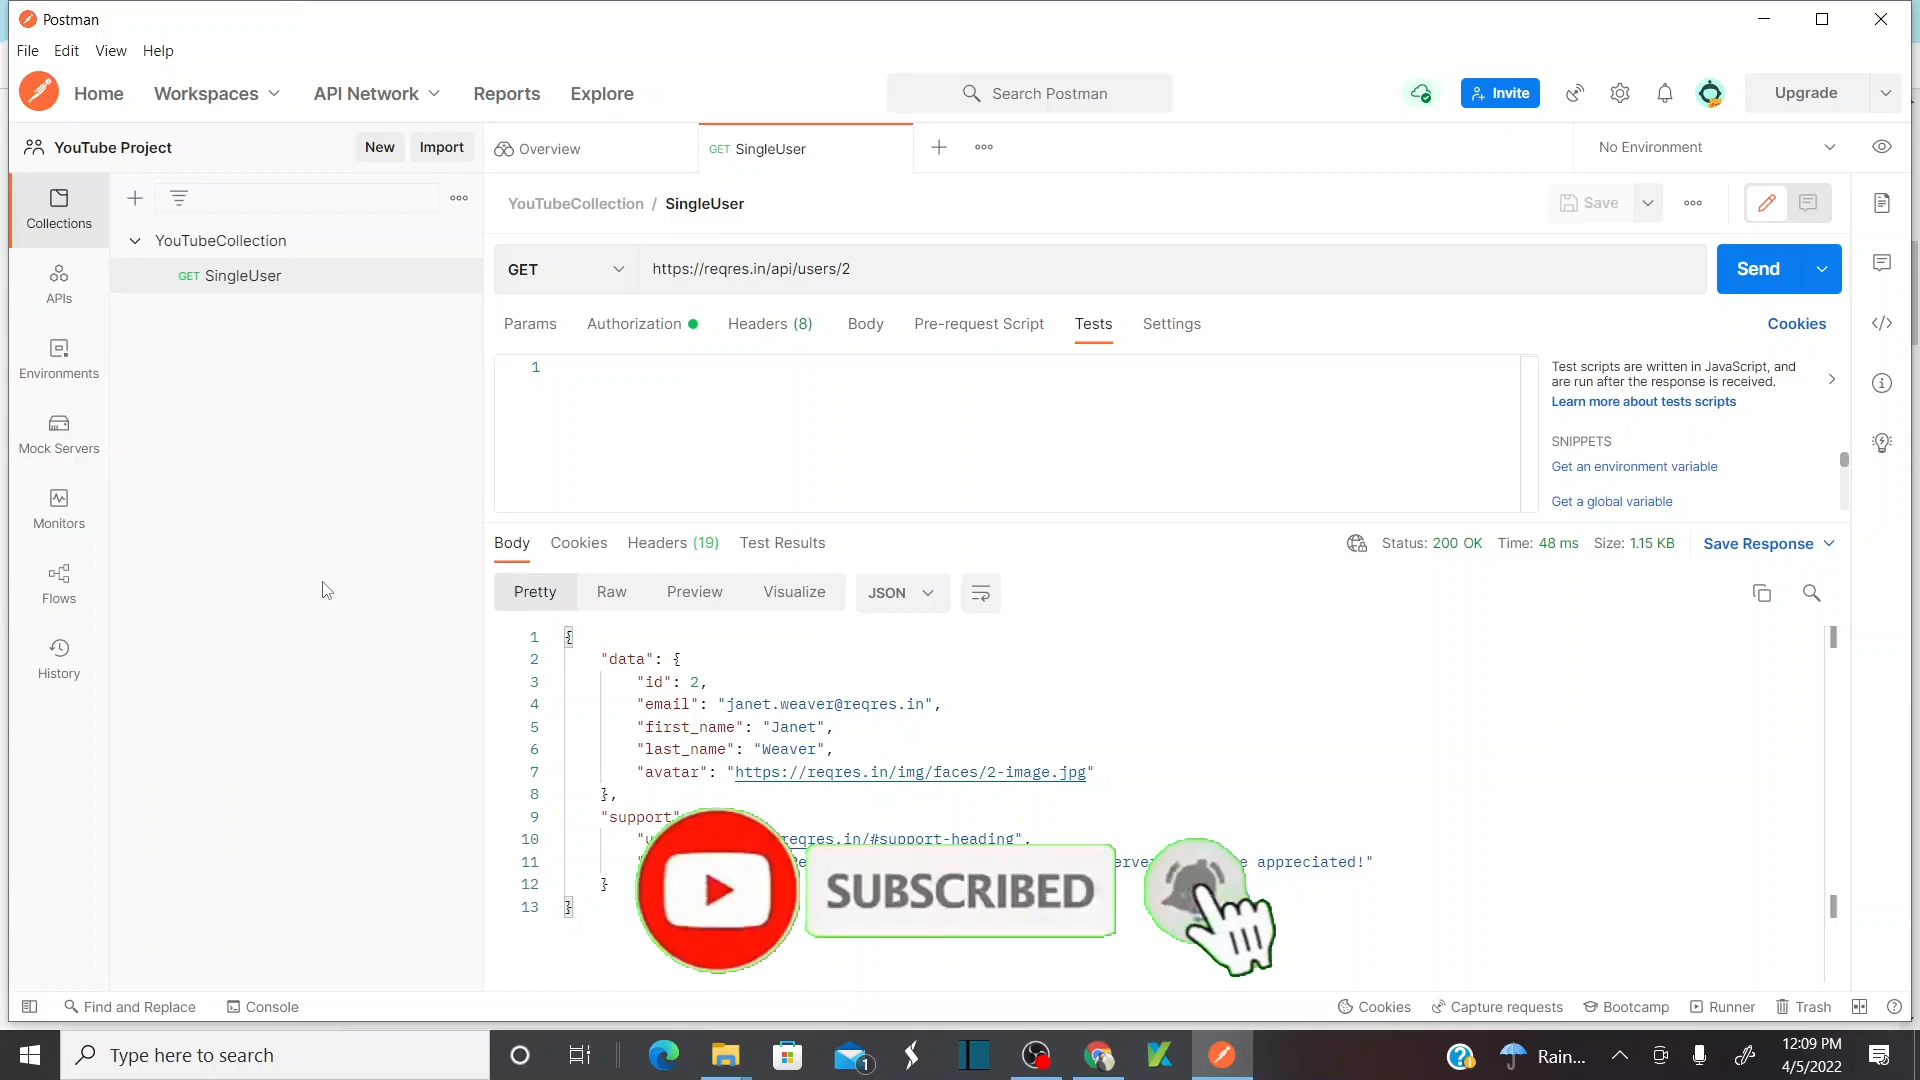 Postman
File Edit View Help
Home Workspaces API Network Reports Explore Search Postman Invite Upgrade
YouTube Project New Import Overview GET SingleUser No Environment
Collections
APIs
Environments
Mock Servers
Monitors
Flows
History
YouTubeCollection
GET SingleUser
YouTubeCollection / SingleUser Save
GET https://reqres.in/api/users/2 Send
Params Authorization Headers (8) Body Pre-request Script Tests Settings Cookies
1
Test scripts are written in JavaScript, and
are run after the response is received.
Learn more about tests scripts
SNIPPETS
Get an environment variable
Get a global variable
Body Cookies Headers (19) Test Results Status: 200 OK Time: 48 ms Size: 1.15 KB Save Response
Pretty Raw Preview Visualize JSON
1 {
2 "data": {
3 "id": 2,
4 "email": "janet.weaver@reqres.in",
5 "first_name": "Janet",
6 "last_name": "Weaver",
7 "avatar": "https://reqres.in/img/faces/2-image.jpg"
8 },
9 "support"
10 reqres.in/#support-heading",
11 appreciated!"
12 }
13 }
SUBSCRIBED
Find and Replace Console Cookies Capture requests Bootcamp Runner Trash
Type here to search 1 Rain... 12:09 PM
4/5/2022